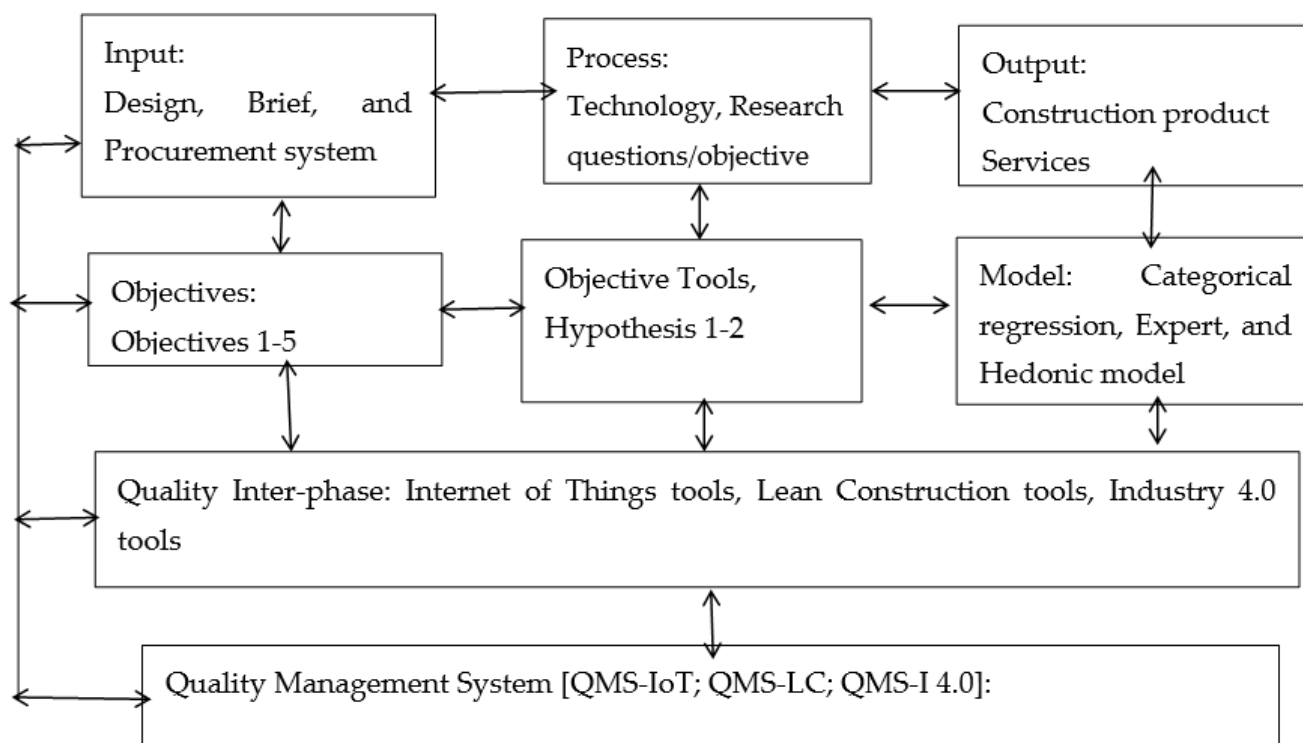 Input:
Design, Brief, and
Procurement system
Process:
Technology, Research
questions/objective
Output:
Construction product
Services
Objectives:
Objectives 1-5
Objective Tools,
Hypothesis 1-2
Model: Categorical
regression, Expert, and
Hedonic model
Quality Inter-phase: Internet of Things tools, Lean Construction tools, Industry 4.0
tools
Quality Management System [QMS-IoT; QMS-LC; QMS-I 4.0]: